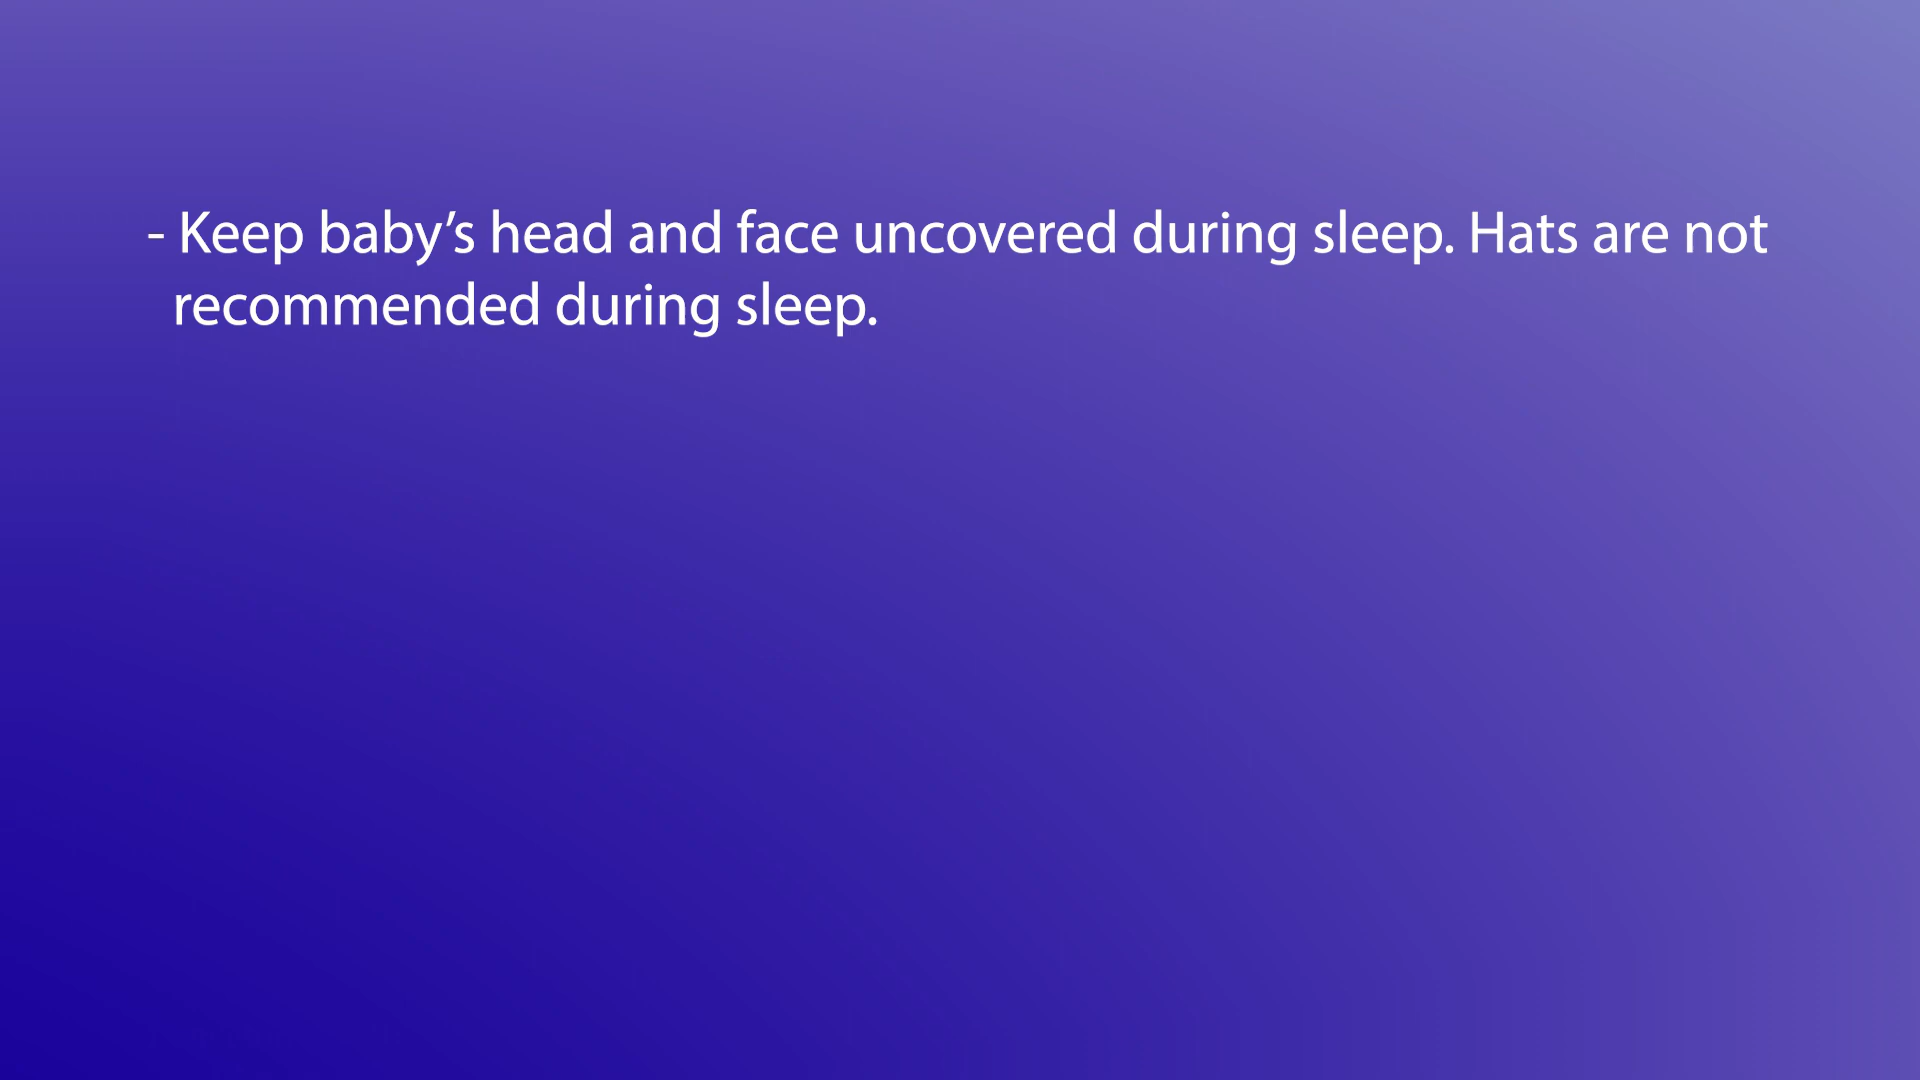 - Keep baby’s head and face uncovered during sleep. Hats are not
recommended during sleep.